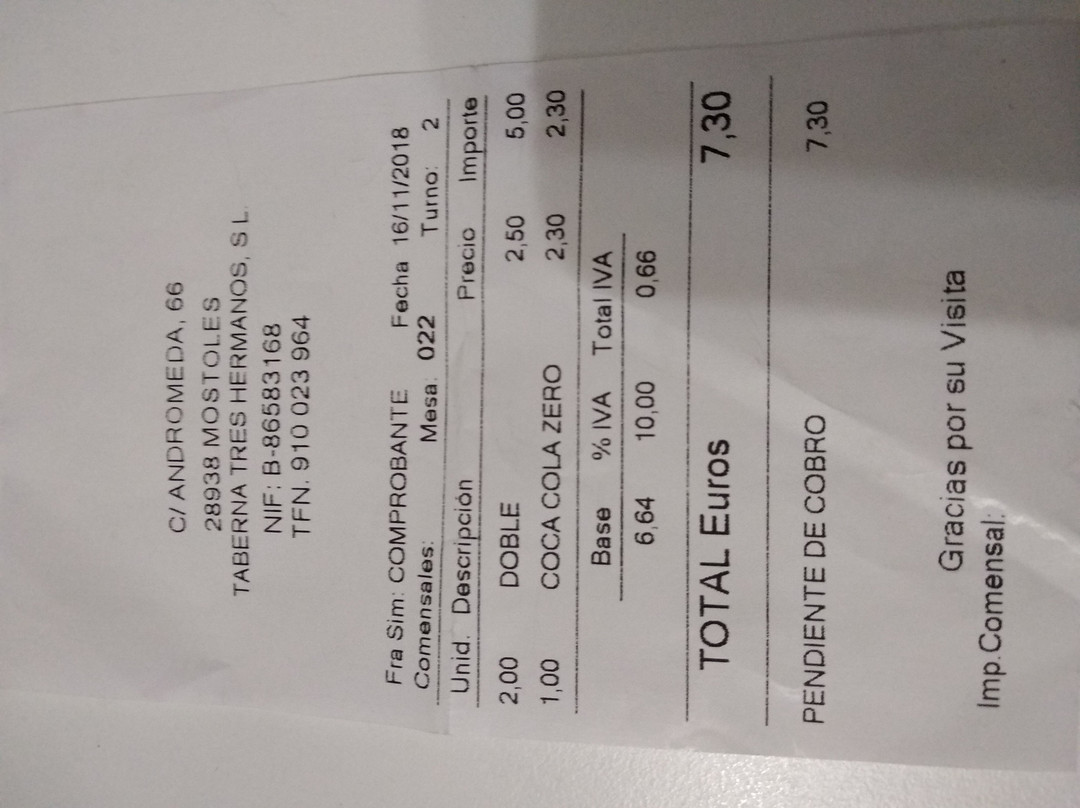 C/ ANDROMEDA, 66
28938 MOSTOLES
TABERNA TRES HERMANOS, S.L.
NIF: B-86583168
TFN. 910 023 964
Fra Sim: COMPROBANTE Fecha 16/11/2018
Comensales: Mesa: 022 Turno: 2
Unid. Descripción Precio Importe
2,00 DOBLE 2,50 5,00
1,00 COCA COLA ZERO 2,30 2,30
Base % IVA Total IVA
6,64 10,00 0,66
TOTAL Euros 7,30
PENDIENTE DE COBRO 7,30
Gracias por su Visita
Imp.Comensal: